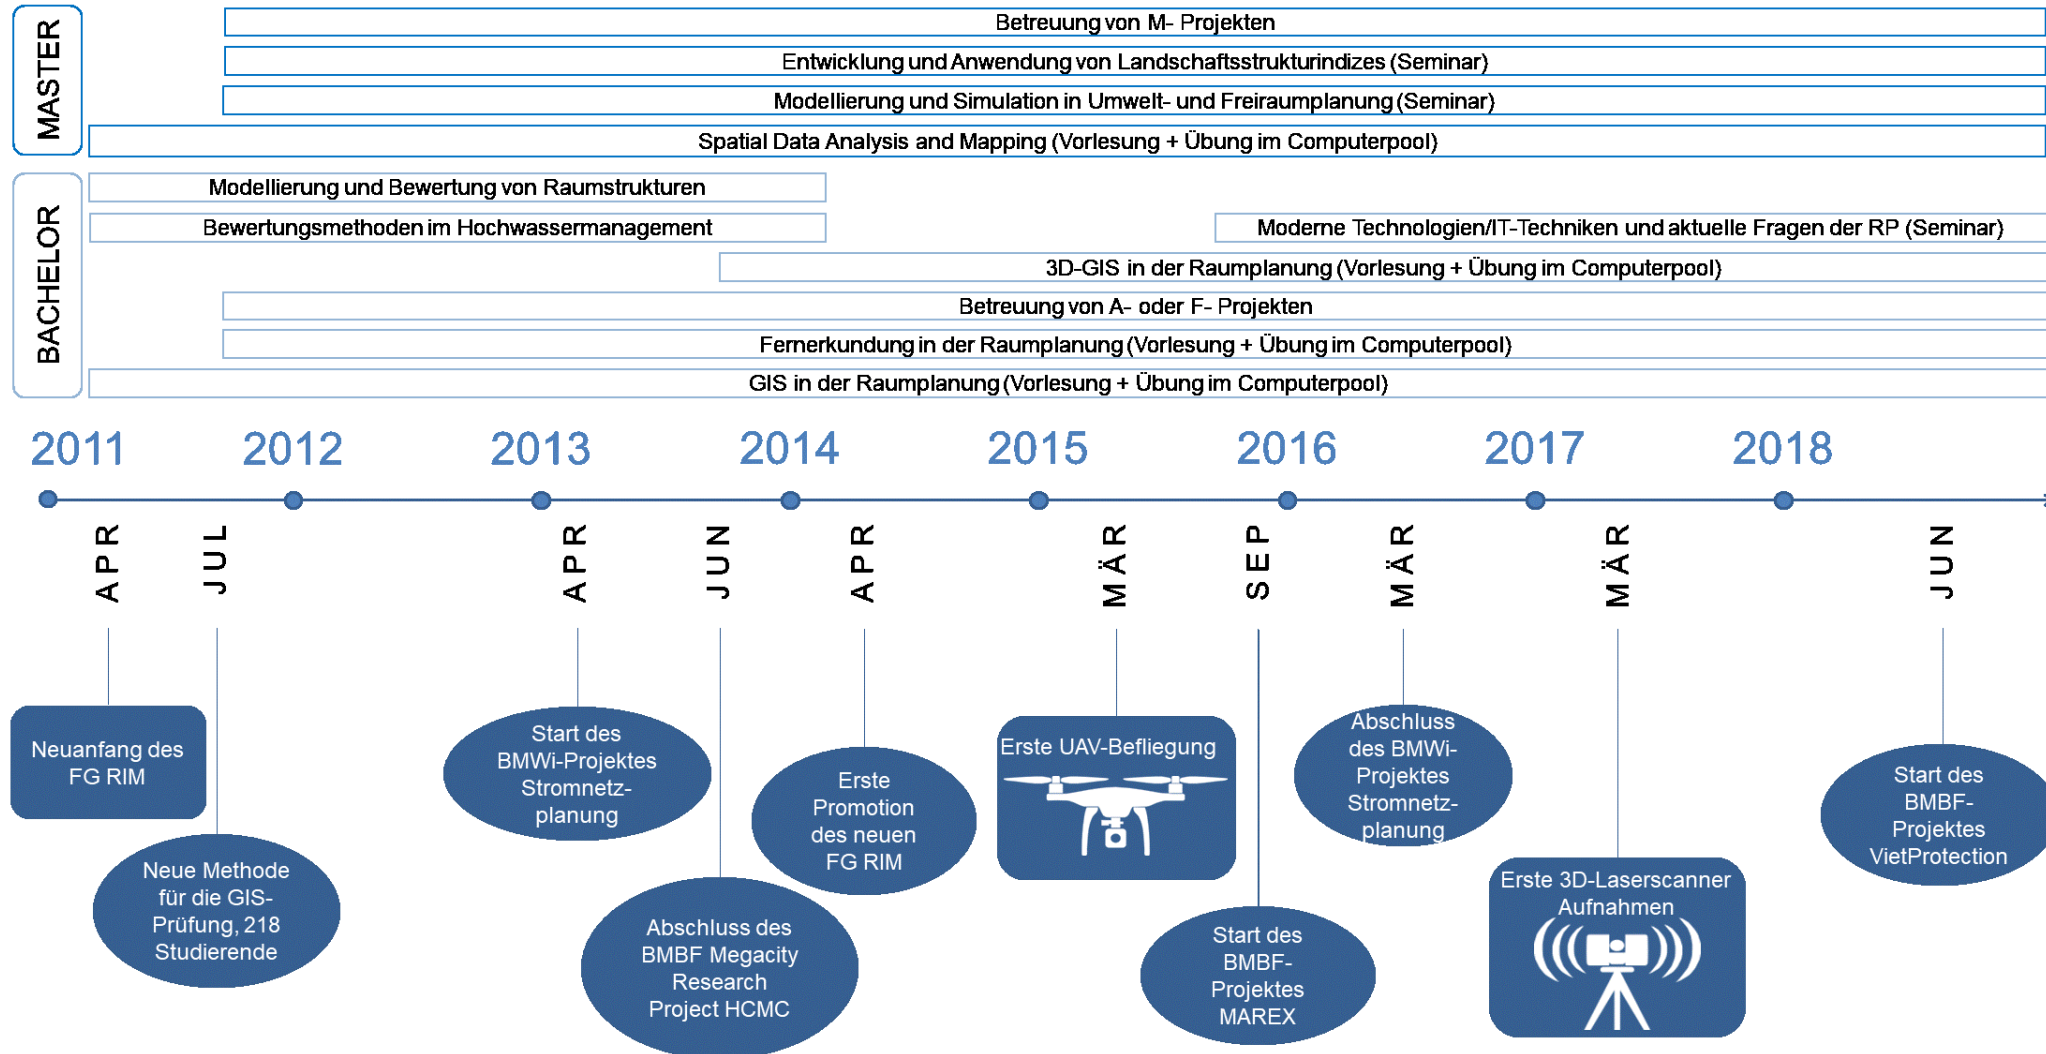 MASTER
Betreuung von M- Projekten
Entwicklung und Anwendung von Landschaftsstrukturindizes (Seminar)
Modellierung und Simulation in Umwelt- und Freiraumplanung (Seminar)
Spatial Data Analysis and Mapping (Vorlesung + Übung im Computerpool)
BACHELOR
Modellierung und Bewertung von Raumstrukturen
Bewertungsmethoden im Hochwassermanagement
Moderne Technologien/IT-Techniken und aktuelle Fragen der RP (Seminar)
3D-GIS in der Raumplanung (Vorlesung + Übung im Computerpool)
Betreuung von A- oder F- Projekten
Fernerkundung in der Raumplanung (Vorlesung + Übung im Computerpool)
GIS in der Raumplanung (Vorlesung + Übung im Computerpool)
2011 2012 2013 2014 2015 2016 2017 2018
APR JUL APR JUN APR MÄR SEP MÄR MÄR JUN
Neuanfang des
FG RIM
Neue Methode
für die GIS-
Prüfung, 218
Studierende
Start des
BMWi-Projektes
Stromnetz-
planung
Abschluss des
BMBF Megacity
Research
Project HCMC
Erste
Promotion
des neuen
FG RIM
Erste UAV-Befliegung
Start des
BMBF-
Projektes
MAREX
Abschluss
des BMWi-
Projektes
Stromnetz-
planung
Erste 3D-Laserscanner
Aufnahmen
Start des
BMBF-
Projektes
VietProtection